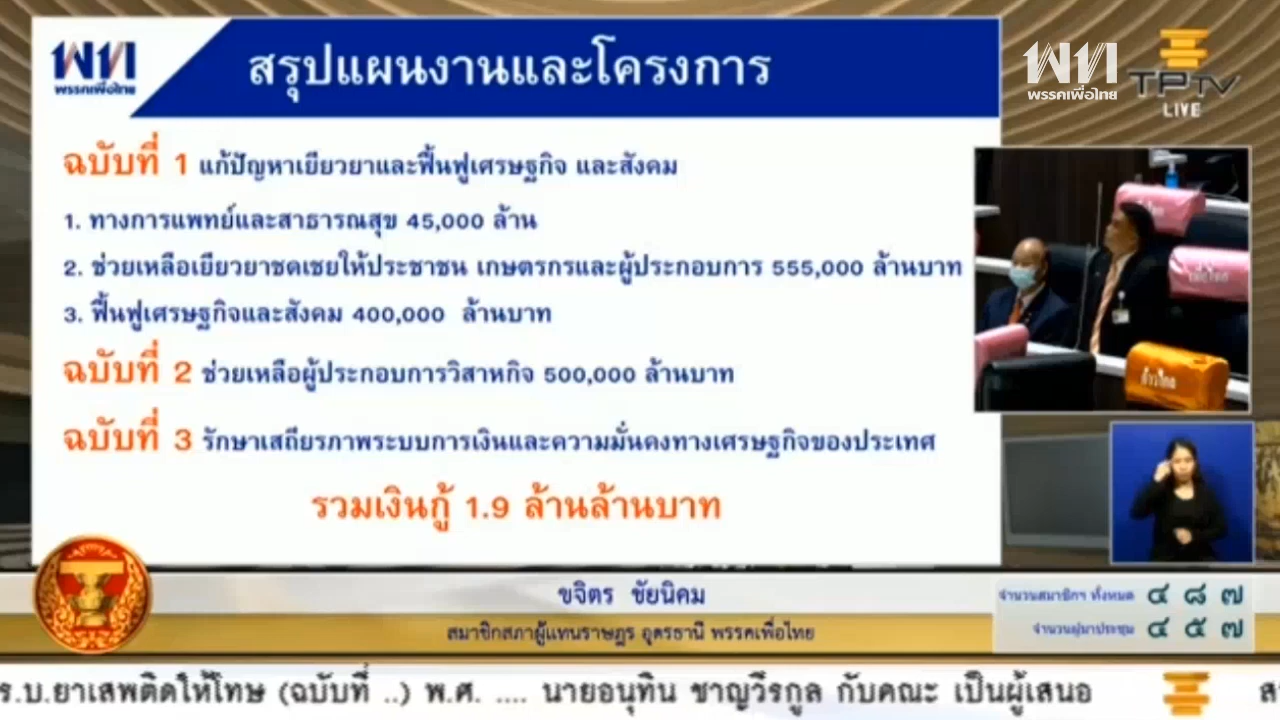 พท
พรรคเพื่อไทย
สรุปแผนงานและโครงการ
พท
พรรคเพื่อไทย
TPTV
LIVE
ฉบับที่ 1 แก้ปัญหาเยียวยาและฟื้นฟูเศรษฐกิจ และสังคม
1. ทางการแพทย์และสาธารณสุข 45,000 ล้าน
2. ช่วยเหลือเยียวยาชดเชยให้ประชาชน เกษตรกรและผู้ประกอบการ 555,000 ล้านบาท
3. ฟื้นฟูเศรษฐกิจและสังคม 400,000 ล้านบาท
ฉบับที่ 2 ช่วยเหลือผู้ประกอบการวิสาหกิจ 500,000 ล้านบาท
ฉบับที่ 3 รักษาเสถียรภาพระบบการเงินและความมั่นคงทางเศรษฐกิจของประเทศ
รวมเงินกู้ 1.9 ล้านล้านบาท
ก้าวไกล
ขจิตร ชัยนิคม
สมาชิกสภาผู้แทนราษฎร อุดรธานี พรรคเพื่อไทย
จำนวนสมาชิกฯ ทั้งหมด ๔ ๘ ๗
จำนวนผู้มาประชุม ๔ ๕ ๗
ร.บ.ยาเสพติดให้โทษ (ฉบับที่ ..) พ.ศ. .... นายอนุทิน ชาญวีรกูล กับคณะ เป็นผู้เสนอ